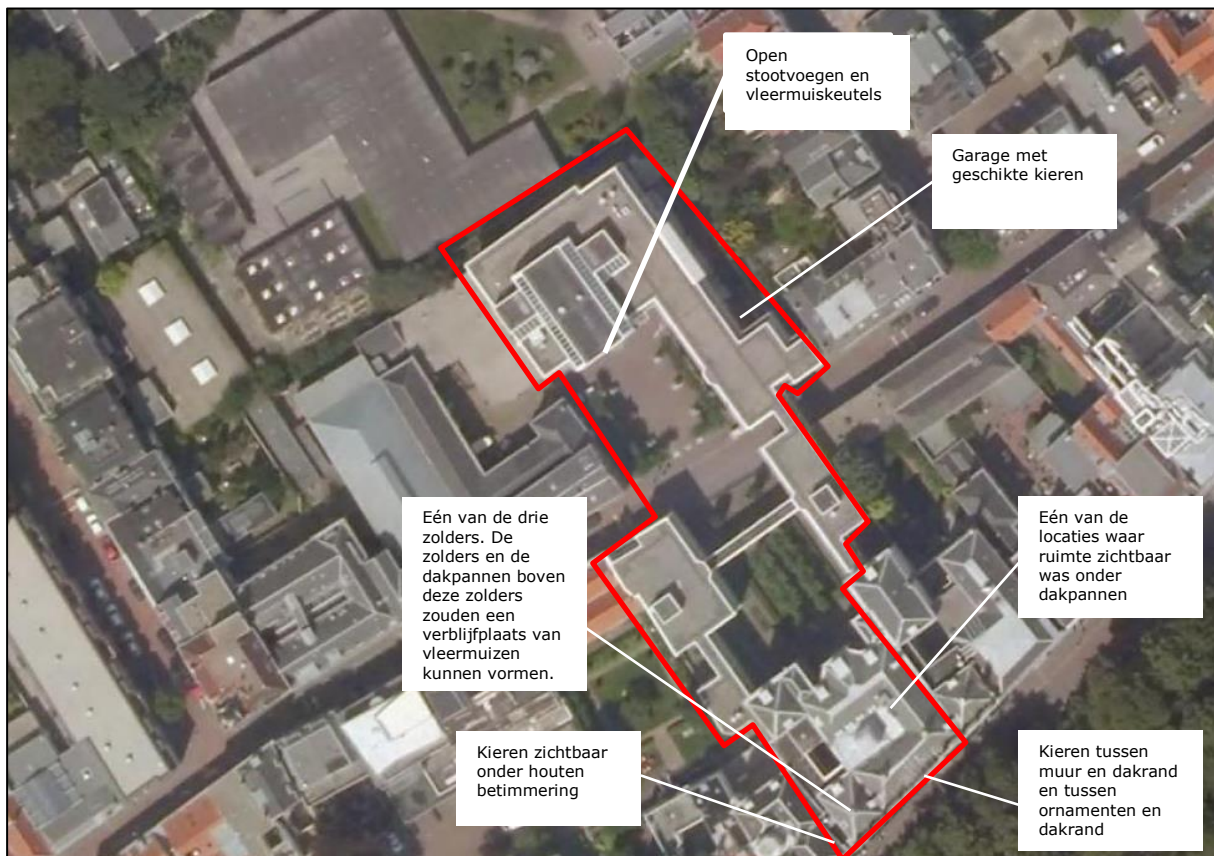 Open
stootvoegen en
vleermuiskeutels
Garage met
geschikte kieren
Eén van de drie
zolders. De
zolders en de
dakpannen boven
deze zolders
zouden een
verblijfplaats van
vleermuizen
kunnen vormen.
Eén van de
locaties waar
ruimte zichtbaar
was onder
dakpannen
Kieren zichtbaar
onder houten
betimmering
Kieren tussen
muur en dakrand
en tussen
ornamenten en
dakrand